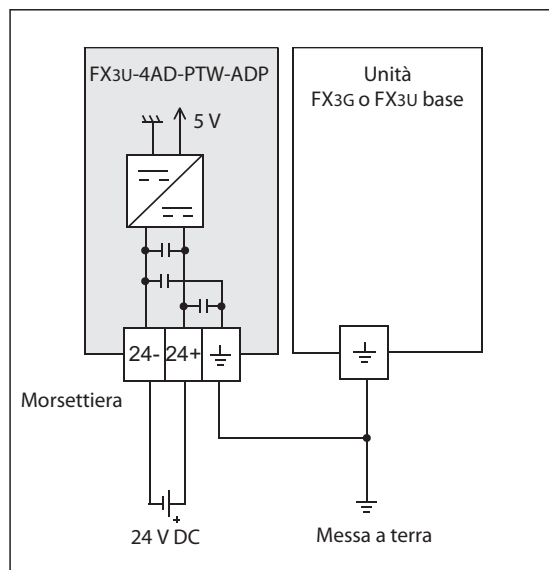 FX3U-4AD-PTW-ADP
Unità
FX3G o FX3U base
5 V
24-
24+
Morsettiera
24 V DC
+
Messa a terra